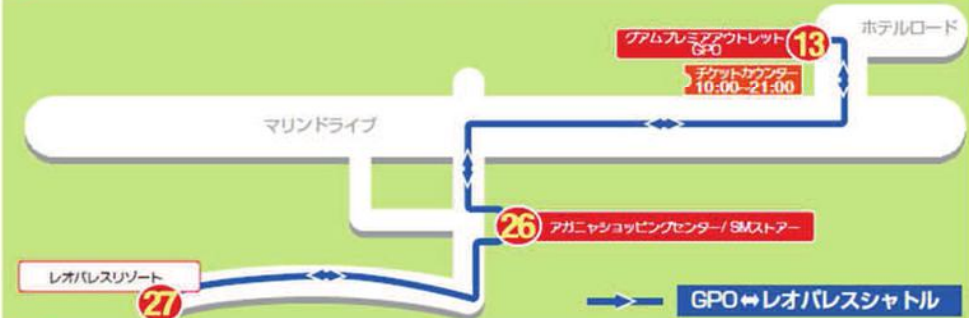 ホテルロード
グアムプレミアアウトレット
GPO
13
チケットカウンター
10:00~21:00
マリンドライブ
26
アガニャショッピングセンター/ SMストアー
レオパレスリゾート
27
GPO⇔レオパレスシャトル